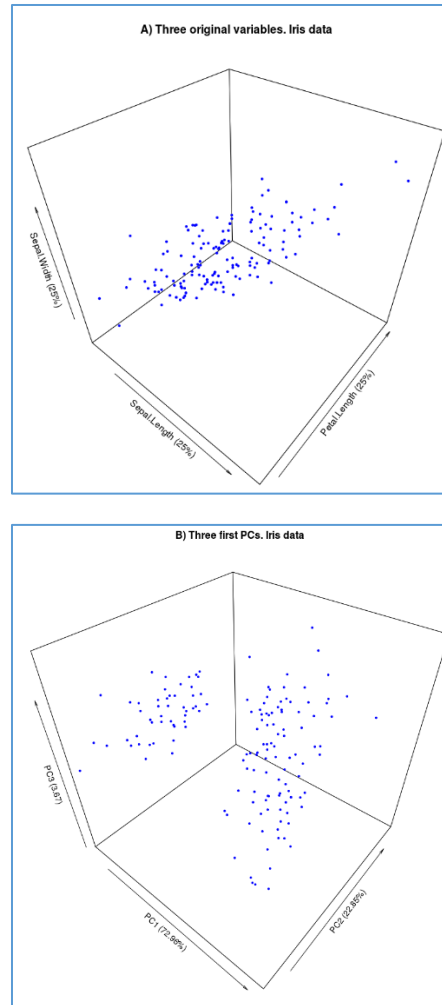 A) Three original variables. Iris data
Sepal.Width (25%)
Sepal.Length (25%)
Petal.Length (25%)
B) Three first PCs. Iris data
PC3 (3.67)
PC1 (72.96%)
PC2 (22.85%)